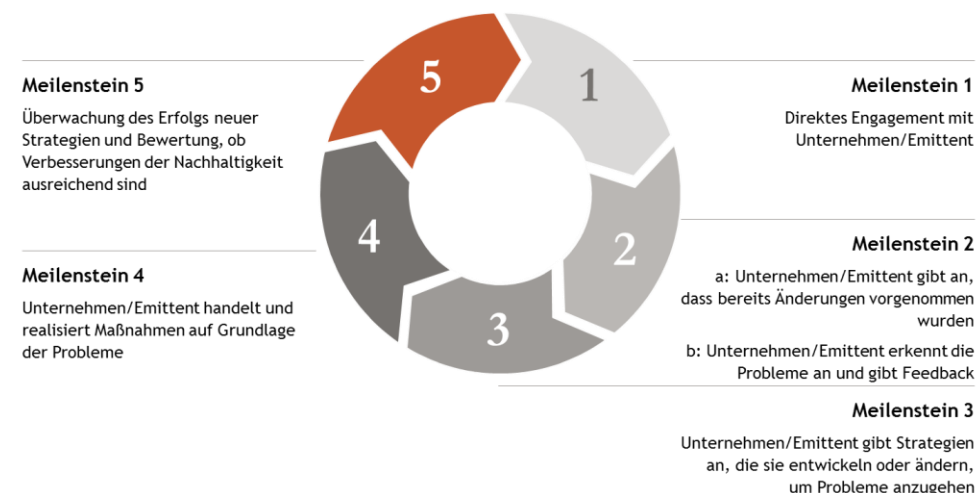 5
1
2
3
4
Meilenstein 1
Direktes Engagement mit
Unternehmen/Emittent
Meilenstein 2
a: Unternehmen/Emittent gibt an,
dass bereits Änderungen vorgenommen
wurden
b: Unternehmen/Emittent erkennt die
Probleme an und gibt Feedback
Meilenstein 3
Unternehmen/Emittent gibt Strategien
an, die sie entwickeln oder ändern,
um Probleme anzugehen
Meilenstein 4
Unternehmen/Emittent handelt und
realisiert Maßnahmen auf Grundlage
der Probleme
Meilenstein 5
Überwachung des Erfolgs neuer
Strategien und Bewertung, ob
Verbesserungen der Nachhaltigkeit
ausreichend sind